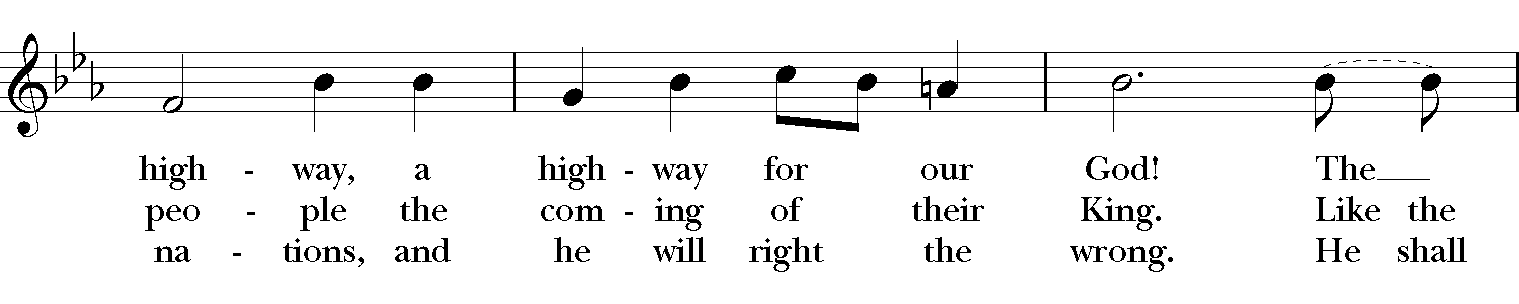 high - way, a high - way for our God! The
peo - ple the com - ing of their King. Like the
na - tions, and he will right the wrong. He shall